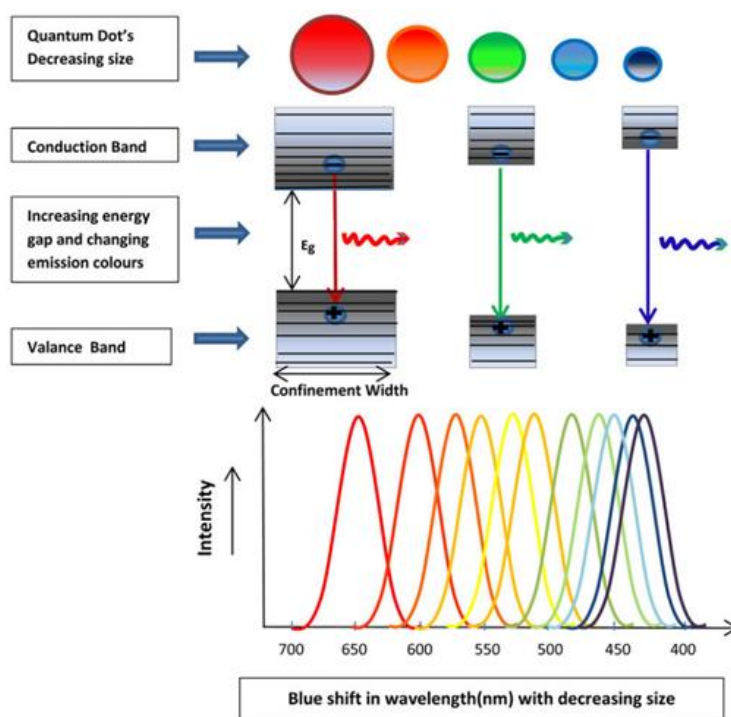 Quantum Dot's
Decreasing size
Conduction Band
Increasing energy
gap and changing
emission colours
Eg
Valance Band
Confinement Width
Intensity
700 650 600 550 500 450 400
Blue shift in wavelength(nm) with decreasing size